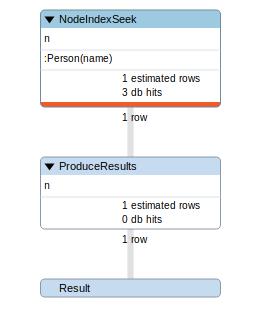 NodeIndexSeek
n
:Person(name)
1 estimated rows
3 db hits
1 row
ProduceResults
n
1 estimated rows
0 db hits
1 row
Result